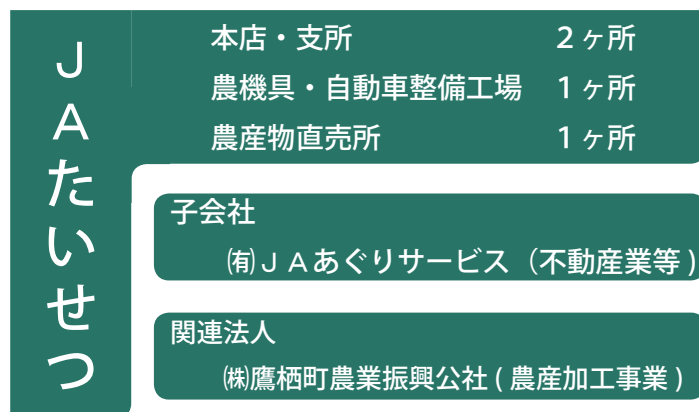 JAたいせつ
本店・支所 2ヶ所
農機具・自動車整備工場 1ヶ所
農産物直売所 1ヶ所
子会社
㈲JAあぐりサービス（不動産業等)
関連法人
㈱鷹栖町農業振興公社(農産加工事業)